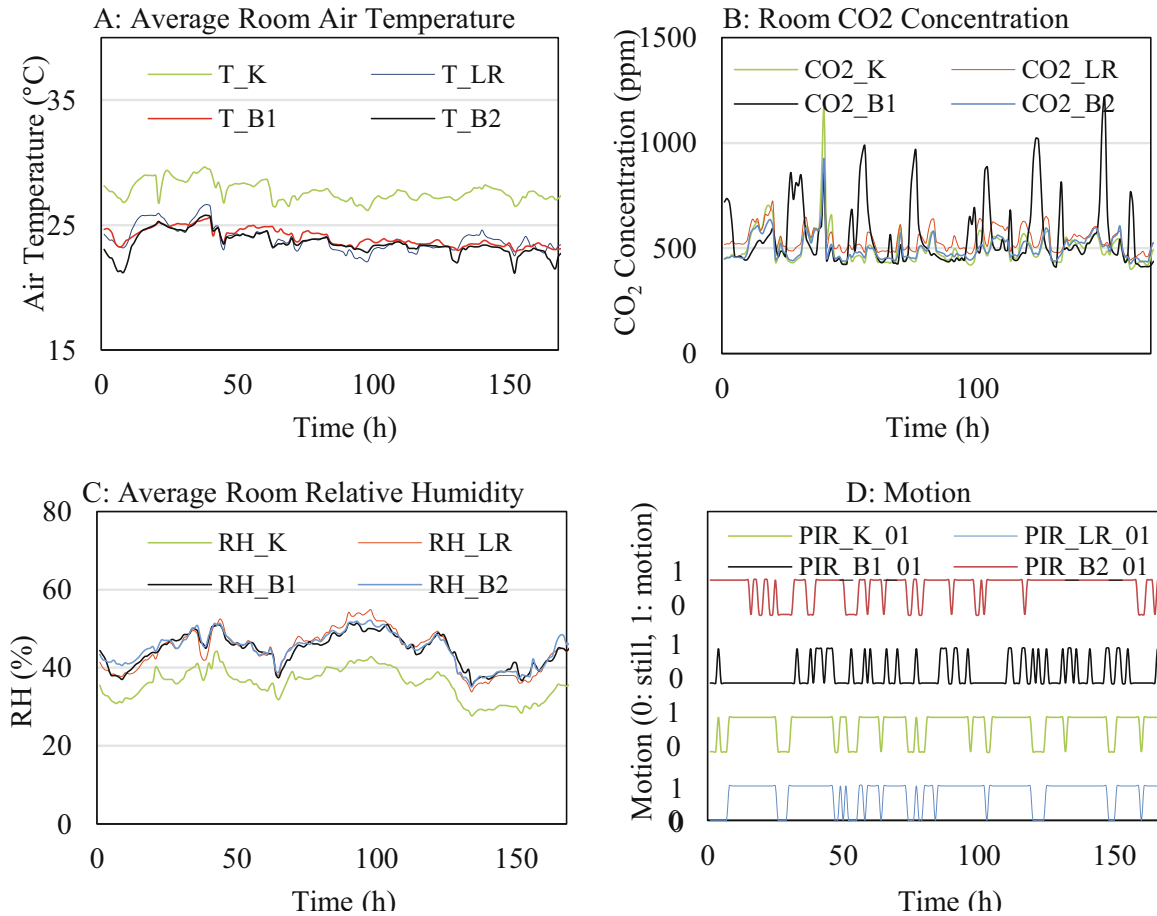 A: Average Room Air Temperature
Air Temperature (°C)
35
25
15
T_K
T_LR
T_B1
T_B2
0
50
100
150
Time (h)
B: Room CO2 Concentration
CO₂ Concentration (ppm)
1500
1000
500
0
CO2_K
CO2_LR
CO2_B1
CO2_B2
100
Time (h)
C: Average Room Relative Humidity
RH (%)
80
60
40
20
0
RH_K
RH_LR
RH_B1
RH_B2
0
50
100
150
Time (h)
D: Motion
Motion (0: still, 1: motion)
PIR_K_01
PIR_LR_01
PIR_B1_01
PIR_B2_01
1
0
1
0
1
0
1
0
0
0
50
100
150
Time (h)